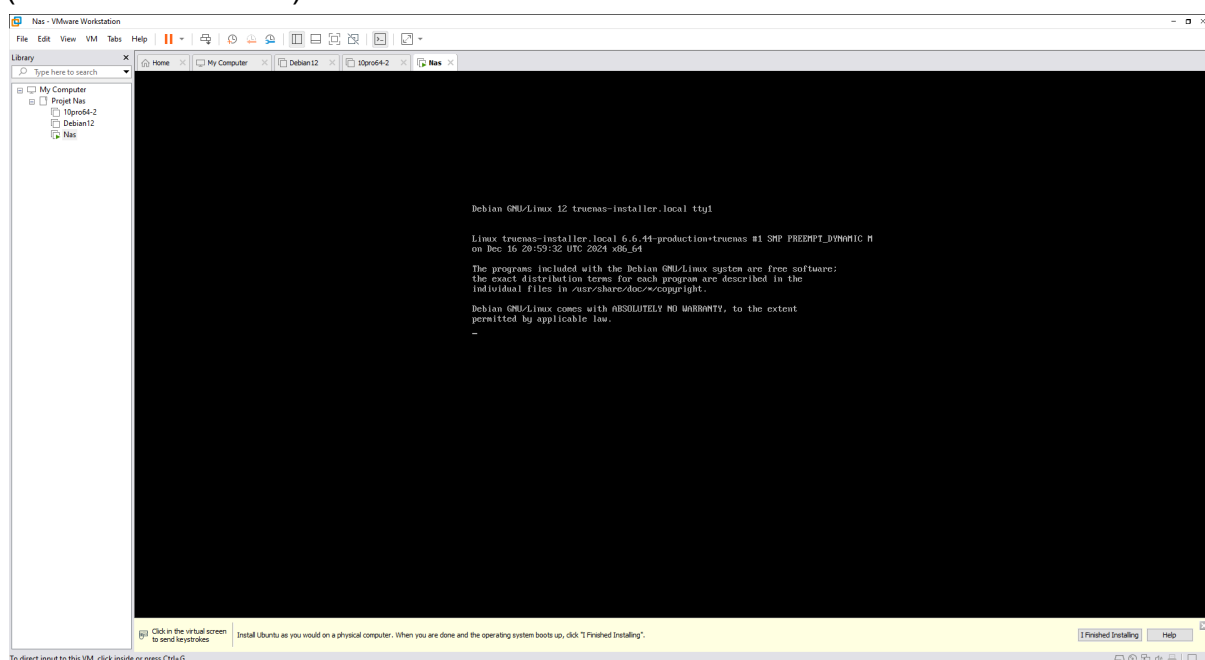 Nas - VMware Workstation
File Edit View VM Tabs Help
Library
Type here to search
My Computer
Projet Nas
10pro64-2
Debian12
Nas
Home
My Computer
Debian12
10pro64-2
Nas
Debian GNU/Linux 12 truenas-installer.local tty1
Linux truenas-installer.local 6.6.44-production+truenas #1 SMP PREEMPT_DYNAMIC M
on Dec 16 20:59:32 UTC 2024 x86_64
The programs included with the Debian GNU/Linux system are free software;
the exact distribution terms for each program are described in the
individual files in /usr/share/doc/*/copyright.
Debian GNU/Linux comes with ABSOLUTELY NO WARRANTY, to the extent
permitted by applicable law.
Click in the virtual screen
to send keystrokes
Install Ubuntu as you would on a physical computer. When you are done and the operating system boots up, click "I Finished Installing".
I Finished Installing
Help
To direct input to this VM, click inside or press Ctrl+G.